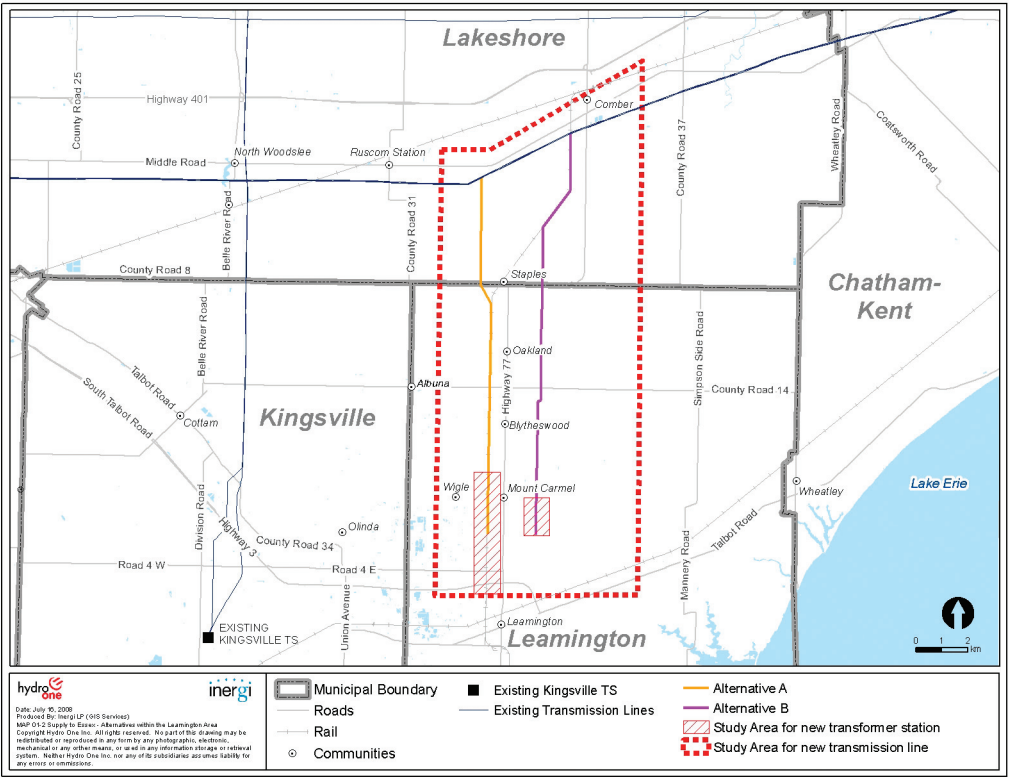 Lakeshore
County Road 25
Highway 401
Comber
North Woodslee
Ruscom Station
Middle Road
County Road 37
Wheatley Road
Coatsworth Road
Belle River Road
County Road 31
County Road 8
Staples
Chatham-
Kent
Belle River Road
Talbot Road
South Talbot Road
Cottam
Kingsville
Albuna
Oakland
Highway 77
Blytheswood
Simpson Side Road
County Road 14
Lake Erie
Wigle
Mount Carmel
Wheatley
Division Road
Highway 3
County Road 34
Olinda
Talbot Road
Road 4 W
Road 4 E
Union Avenue
Mannery Road
EXISTING
KINGSVILLE TS
Leamington
Leamington
0 1 2
km
hydro
one
inergi
Date: July 16, 2008
Produced By: Inergi LP (GIS Services)
MAP 01-2 Supply to Essex - Alternatives within the Leamington Area
Copyright Hydro One Inc. All rights reserved. No part of this drawing may be
redistributed or reproduced in any form by any photographic, electronic,
mechanical or any other means, or used in any information storage or retrieval
system. Neither Hydro One Inc. nor any of its subsidiaries assumes liability for
any errors or ommissions.
Municipal Boundary
Roads
Rail
Communities
Existing Kingsville TS
Existing Transmission Lines
Alternative A
Alternative B
Study Area for new transformer station
Study Area for new transmission line